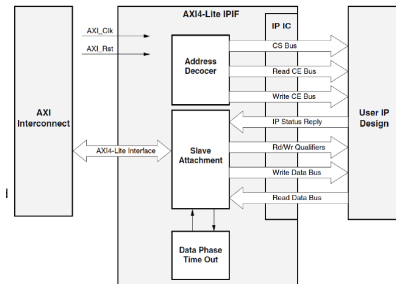 AXI4-Lite IPIF
IP IC
AXI_Clk
AXI_Rst
Address
Decocer
CS Bus
Read CE Bus
Write CE Bus
AXI
Interconnect
User IP
Design
IP Status Reply
AXI4-Lite Interface
Slave
Attachment
Rd/Wr Qualifiers
Write Data Bus
Read Data Bus
Data Phase
Time Out